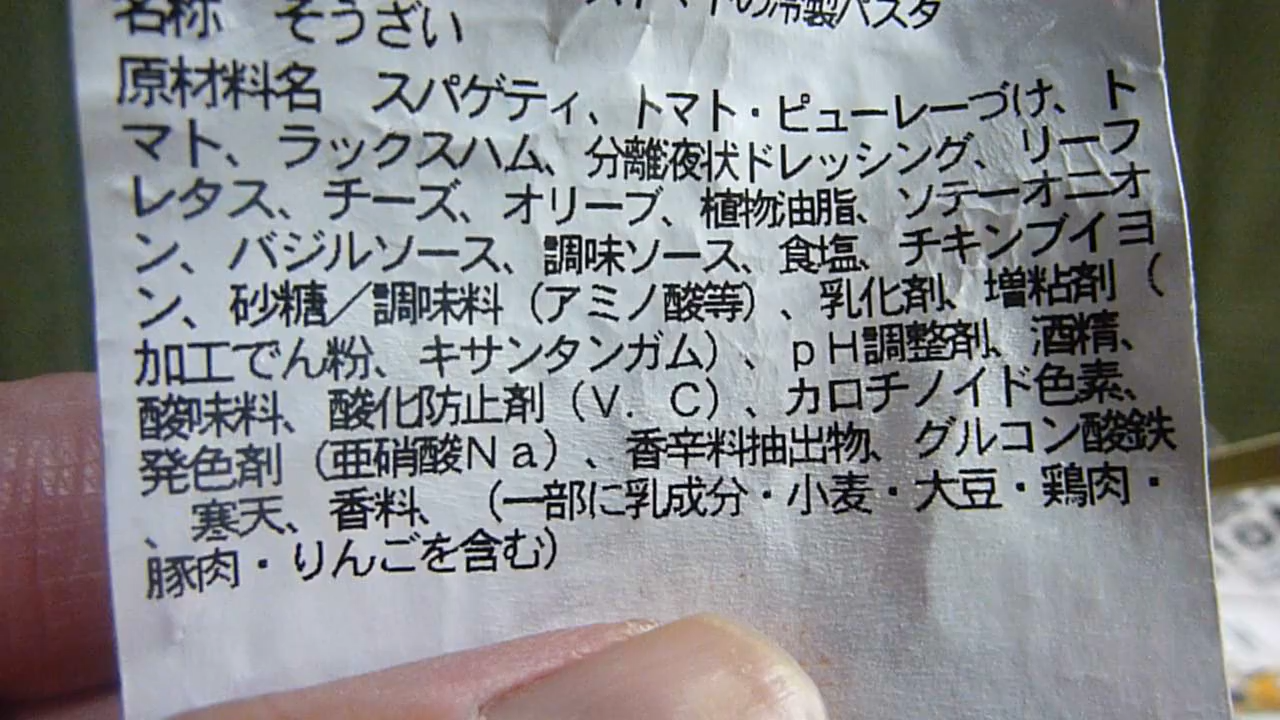 トマトの冷製パスタ
名称 そうざい
原材料名 スパゲティ、トマト・ピューレーづけ、ト
マト、ラックスハム、分離液状ドレッシング、リーフ
レタス、チーズ、オリーブ、植物油脂、ソテーオニオ
ン、バジルソース、調味ソース、食塩、チキンブイヨ
ン、砂糖／調味料（アミノ酸等）、乳化剤、増粘剤（
加工でん粉、キサンタンガム）、ｐＨ調整剤、酒精、
酸味料、酸化防止剤（Ｖ．Ｃ）、カロチノイド色素、
発色剤（亜硝酸Ｎａ）、香辛料抽出物、グルコン酸鉄
、寒天、香料、（一部に乳成分・小麦・大豆・鶏肉・
豚肉・りんごを含む）